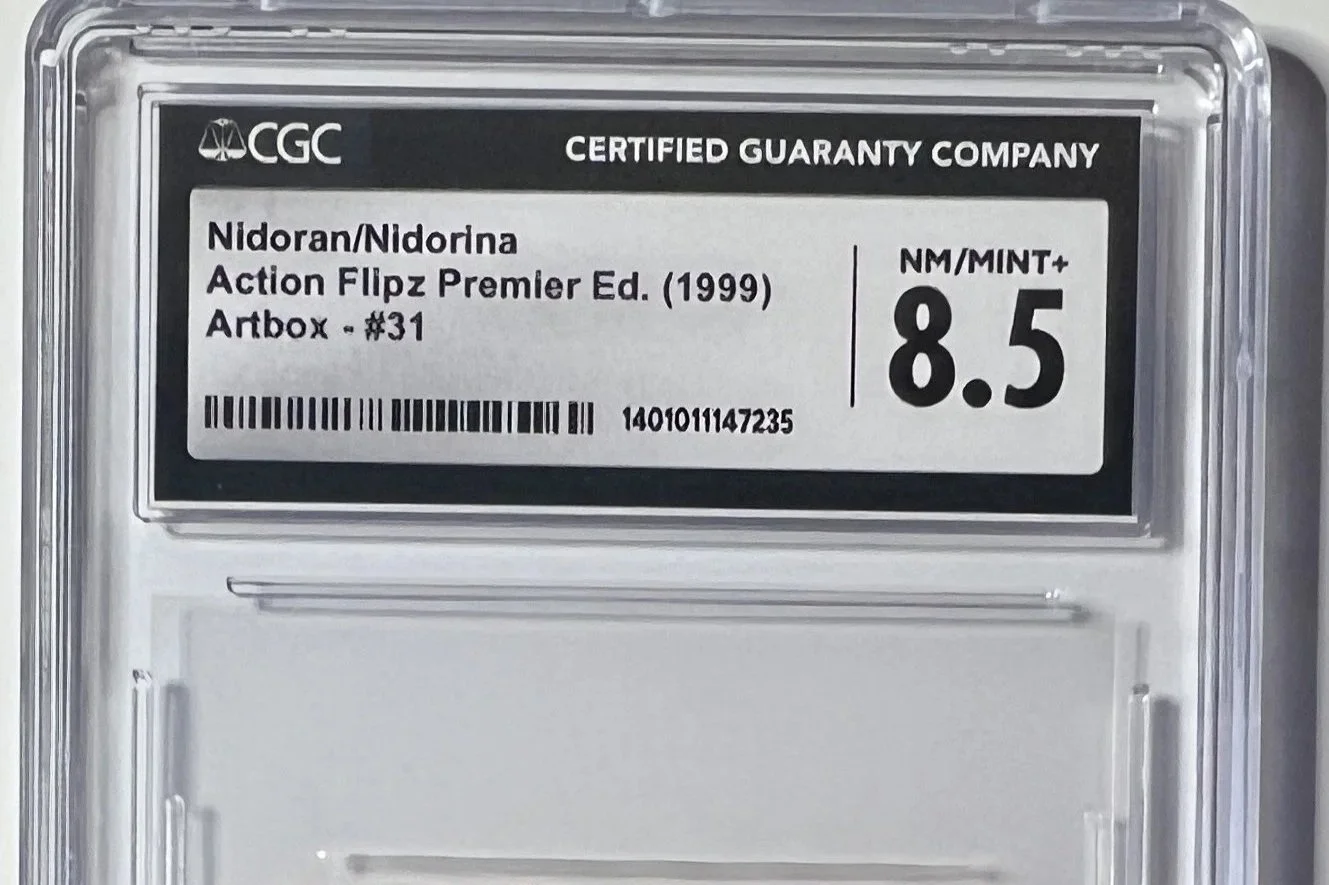 CGC
CERTIFIED GUARANTY COMPANY
Nidoran/Nidorina
Action Flipz Premier Ed. (1999)
Artbox - #31
1401011147235
NM/MINT+
8.5